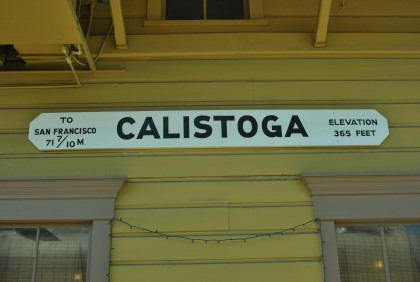 TO
SAN FRANCISCO
71 7/10 M.
CALISTOGA
ELEVATION
365 FEET